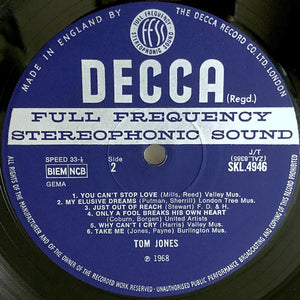 MADE IN ENGLAND BY THE DECCA RECORD CO. LTD. LONDON
FULL FREQUENCY
FFSS
STEREOPHONIC SOUND
DECCA
(Regd.)
FULL FREQUENCY
STEREOPHONIC SOUND
SPEED 33⅓
BIEM NCB
GEMA
Side
2
J/T
(ZAL.8386)
SKL.4946
1. YOU CAN'T STOP LOVE (Mills, Reed) Valley Mus.
2. MY ELUSIVE DREAMS (Putman, Sherrill) London Tree Mus.
3. JUST OUT OF REACH (Stewart) F. D. & H.
4. ONLY A FOOL BREAKS HIS OWN HEART
(Coburn, Borgen) United Artists
5. WHY CAN'T I CRY (Harris) Valley Mus.
6. TAKE ME (Jones, Payne) Burlington Mus.
TOM JONES
℗ 1968
ALL RIGHTS OF THE MANUFACTURER AND OF THE OWNER OF THE RECORDED WORK RESERVED. UNAUTHORISED PUBLIC PERFORMANCE, BROADCASTING AND COPYING OF THIS RECORD PROHIBITED